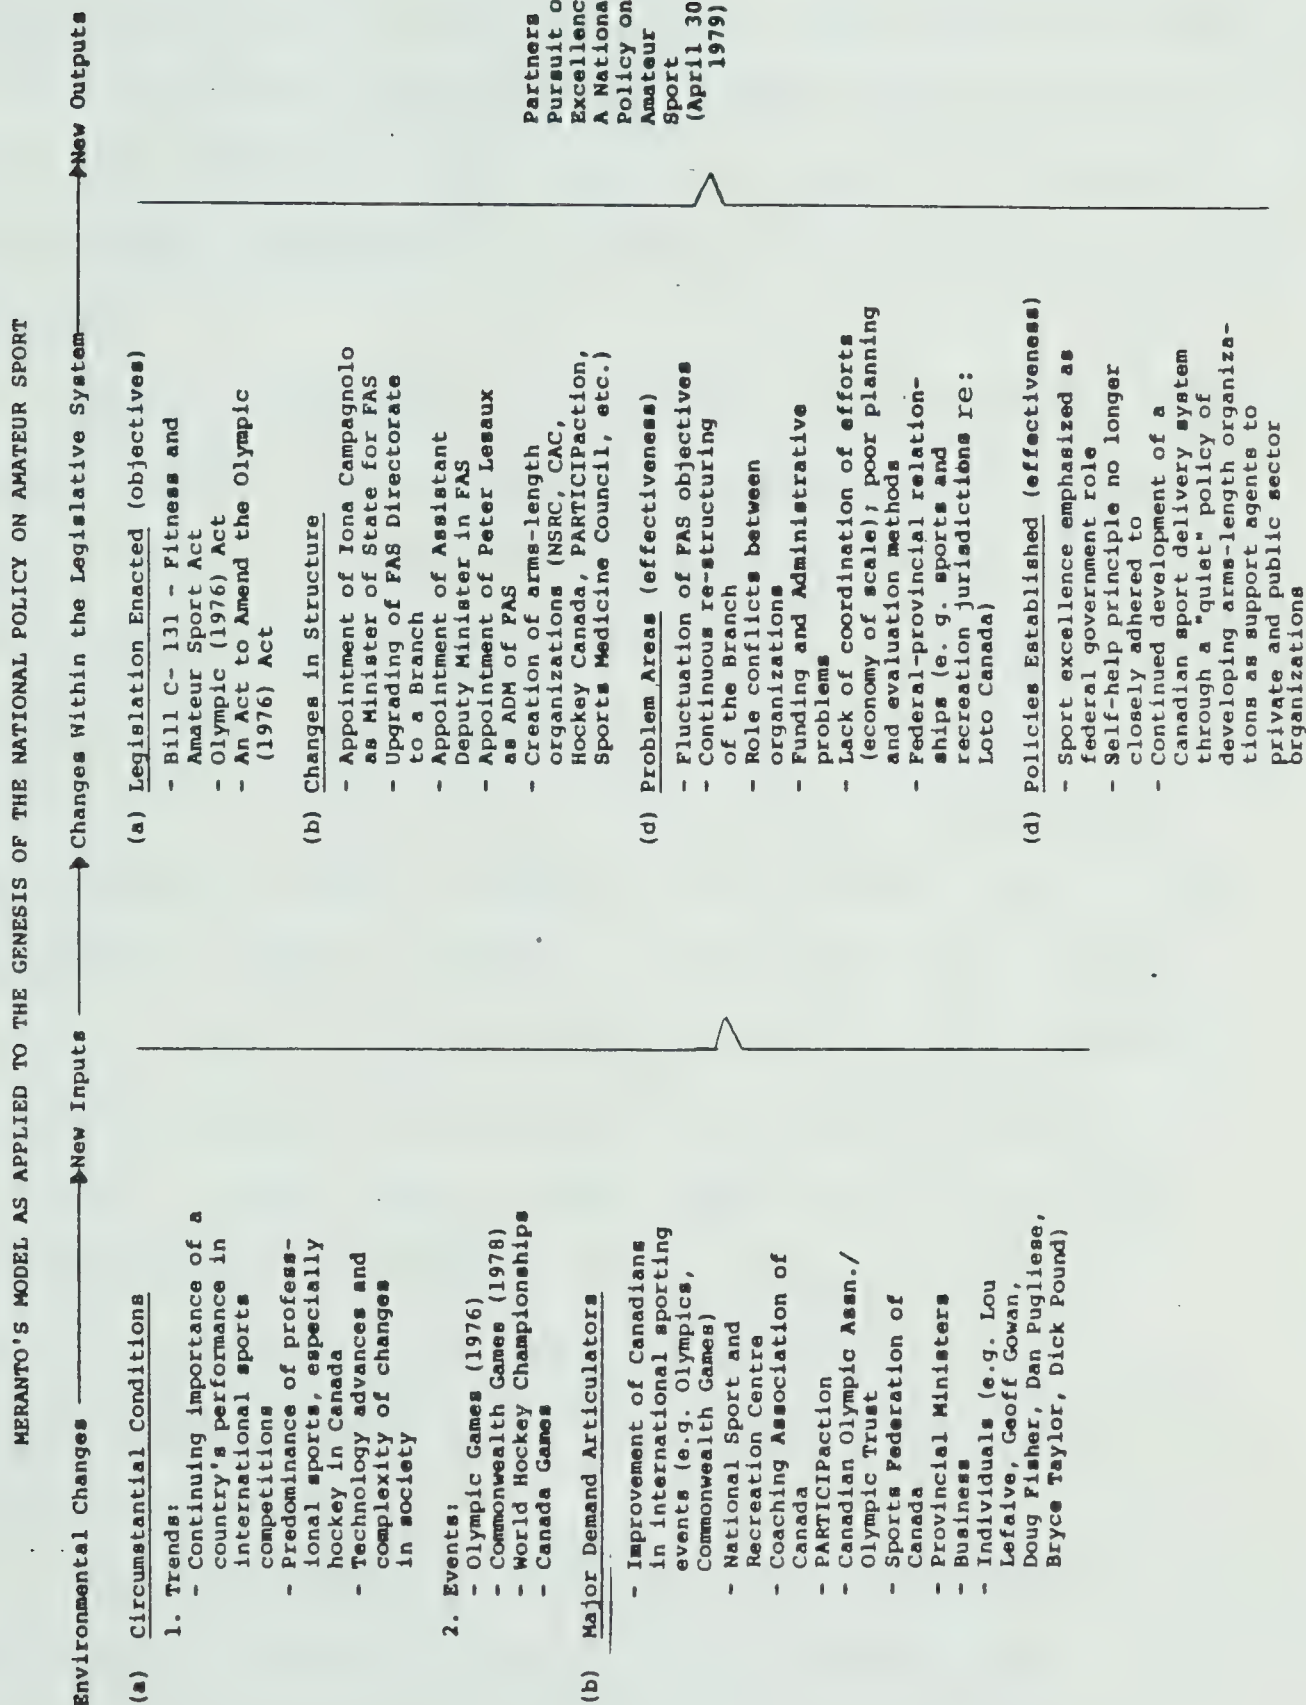 MERANTO'S MODEL AS APPLIED TO THE GENESIS OF THE NATIONAL POLICY ON AMATEUR SPORT
Environmental Changes New Inputs Changes Within the Legislative System New Outputs
(a) Circumstantial Conditions
1. Trends:
- Continuing importance of a
country's performance in
international sports
competitions
- Predominance of profess-
ional sports, especially
hockey in Canada
- Technology advances and
complexity of changes
in society
2. Events:
- Olympic Games (1976)
- Commonwealth Games (1978)
- World Hockey Championships
- Canada Games
(b) Major Demand Articulators
- Improvement of Canadians
in international sporting
events (e.g. Olympics,
Commonwealth Games)
- National Sport and
Recreation Centre
- Coaching Association of
Canada
- PARTICIPaction
- Canadian Olympic Assn./
Olympic Trust
- Sports Federation of
Canada
- Provincial Ministers
- Business
- Individuals (e.g. Lou
Lefaive, Geoff Gowan,
Doug Fisher, Dan Pugliese,
Bryce Taylor, Dick Pound)
(a) Legislation Enacted (objectives)
- Bill C- 131 - Fitness and
Amateur Sport Act
- Olympic (1976) Act
- An Act to Amend the Olympic
(1976) Act
(b) Changes in Structure
- Appointment of Iona Campagnolo
as Minister of State for FAS
- Upgrading of FAS Directorate
to a Branch
- Appointment of Assistant
Deputy Minister in FAS
- Appointment of Peter Lesaux
as ADM of FAS
- Creation of arms-length
organizations (NSRC, CAC,
Hockey Canada, PARTICIPaction,
Sports Medicine Council, etc.)
(d) Problem Areas (effectiveness)
- Fluctuation of FAS objectives
- Continuous re-structuring
of the Branch
- Role conflicts between
organizations
- Funding and Administrative
problems
- Lack of coordination of efforts
(economy of scale); poor planning
and evaluation methods
- Federal-provincial relation-
ships (e. g. sports and
recreation jurisdictions re:
Loto Canada)
(d) Policies Established (effectiveness)
- Sport excellence emphasized as
federal government role
- Self-help principle no longer
closely adhered to
- Continued development of a
Canadian sport delivery system
through a "quiet" policy of
developing arms-length organiza-
tions as support agents to
private and public sector
organizations
Partners
Pursuit o
Excellenc
A Nationa
Policy on
Amateur
Sport
(April 30
1979)